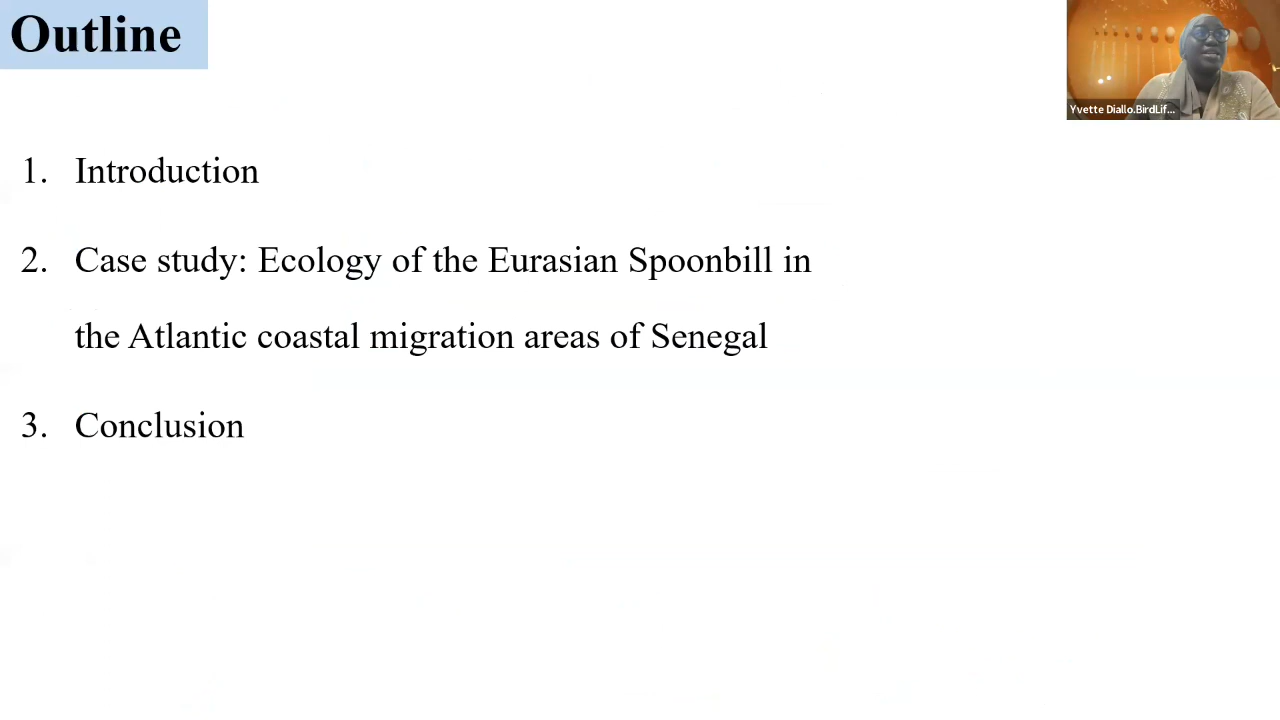 Outline
Yvette Diallo.BirdLif...
1. Introduction
2. Case study: Ecology of the Eurasian Spoonbill in
the Atlantic coastal migration areas of Senegal
3. Conclusion